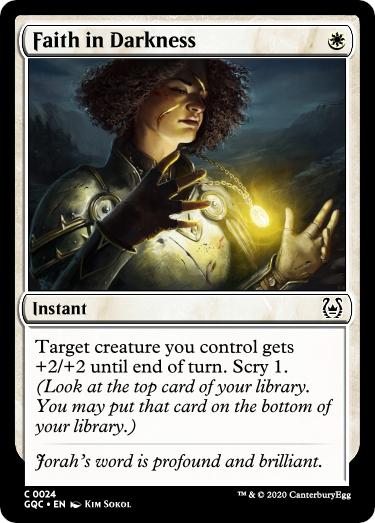 Faith in Darkness
Instant
Target creature you control gets
+2/+2 until end of turn. Scry 1.
(Look at the top card of your library.
You may put that card on the bottom of
your library.)
Jorah's word is profound and brilliant.
C 0024
GQC • EN Kim Sokol
™ & © 2020 CanterburyEgg